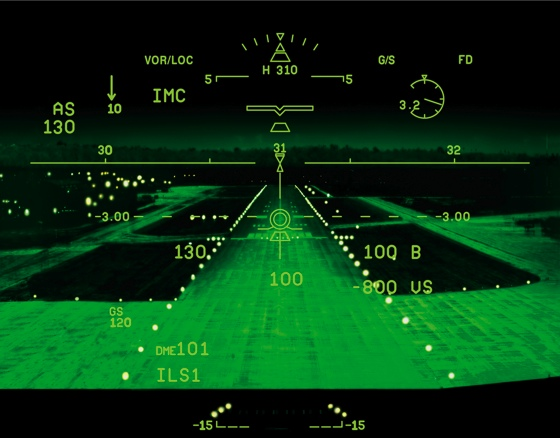 VOR/LOC G/S FD
H 310
5 5
10 IMC 3.2
AS
130
31
30 32
-3.00 -3.00
130 100 B
100
-800 VS
GS
120
DME101
ILS1
-15 -15